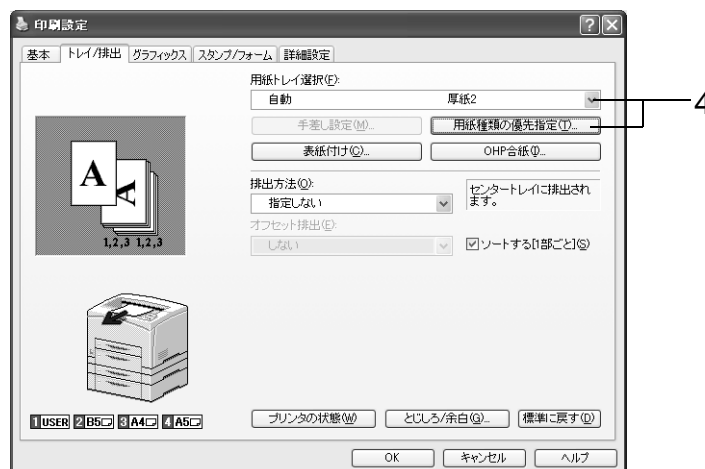 印刷設定
基本 トレイ/排出 グラフィックス スタンプ/フォーム 詳細設定
用紙トレイ選択(F):
自動 厚紙2
4
手差し設定(M)... 用紙種類の優先指定(T)...
表紙付け(C)... OHP合紙(I)...
A A
1,2,3 1,2,3
排出方法(O):
指定しない
センタートレイに排出されます。
オフセット排出(E):
しない
ソートする[1部ごと](S)
1 USER 2 B5 3 A4 4 A5
プリンタの状態(W) とじしろ/余白(G)... 標準に戻す(D)
OK キャンセル ヘルプ